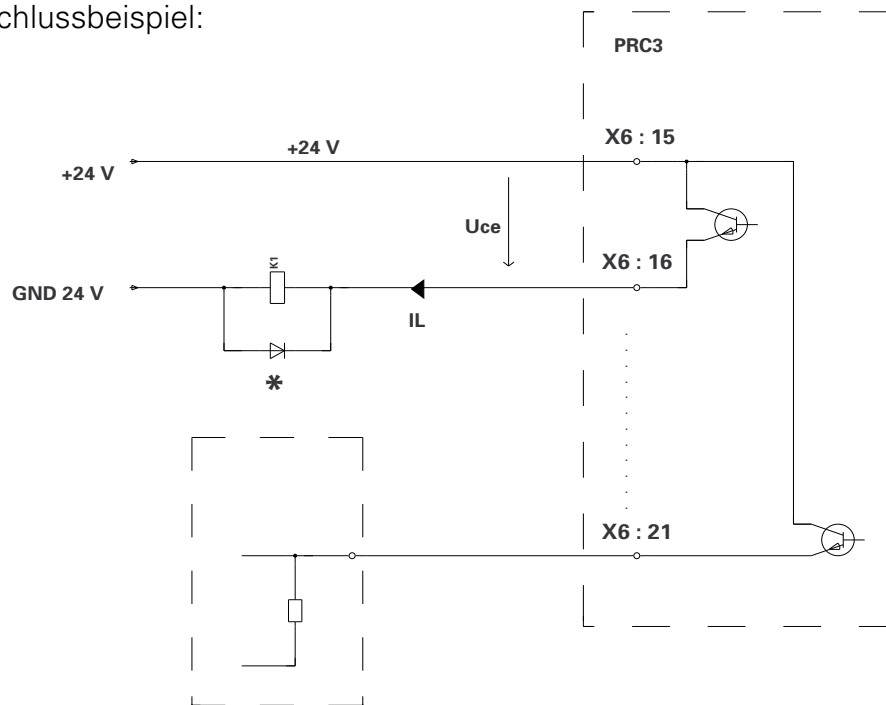 chlussbeispiel:
PRC3
X6 : 15
+24 V
+24 V
Uce
X6 : 16
K1
GND 24 V
IL
*
X6 : 21